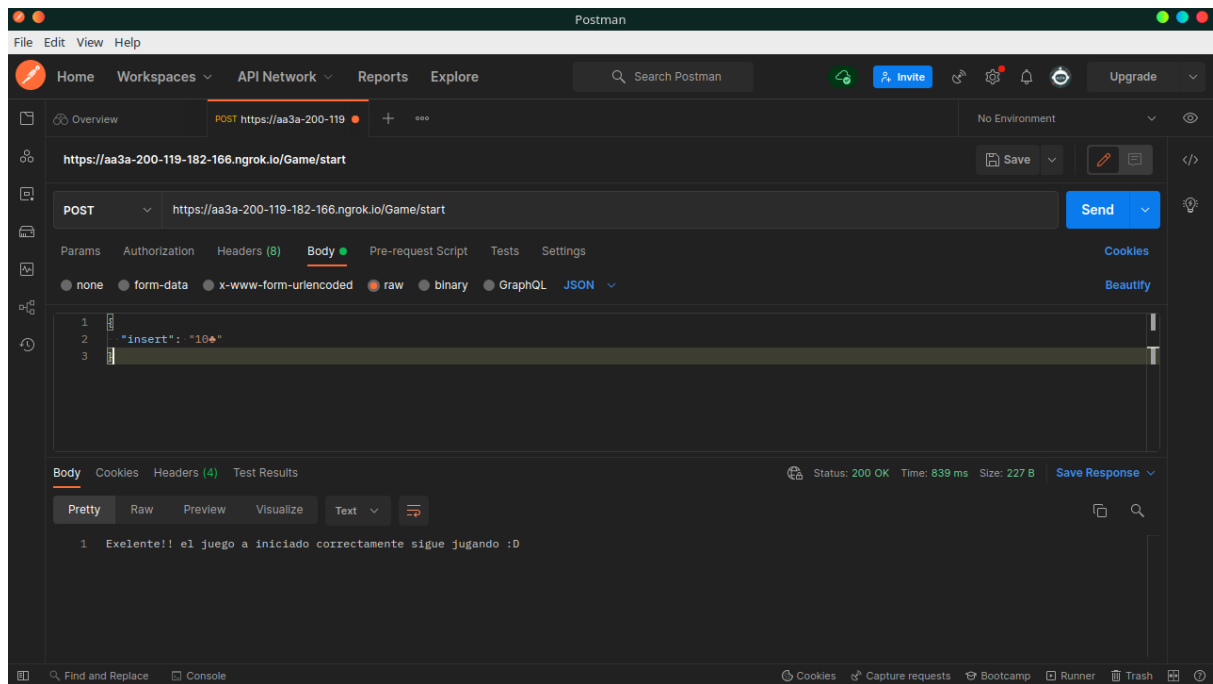 Postman
File Edit View Help
Home Workspaces API Network Reports Explore Search Postman Invite Upgrade
Overview POST https://aa3a-200-119 No Environment
https://aa3a-200-119-182-166.ngrok.io/Game/start Save
POST https://aa3a-200-119-182-166.ngrok.io/Game/start Send
Params Authorization Headers (8) Body Pre-request Script Tests Settings Cookies
none form-data x-www-form-urlencoded raw binary GraphQL JSON Beautify
1 {
2 "insert": "10♣"
3 }
Body Cookies Headers (4) Test Results Status: 200 OK Time: 839 ms Size: 227 B Save Response
Pretty Raw Preview Visualize Text
1 Exelente!! el juego a iniciado correctamente sigue jugando :D
Find and Replace Console Cookies Capture requests Bootcamp Runner Trash